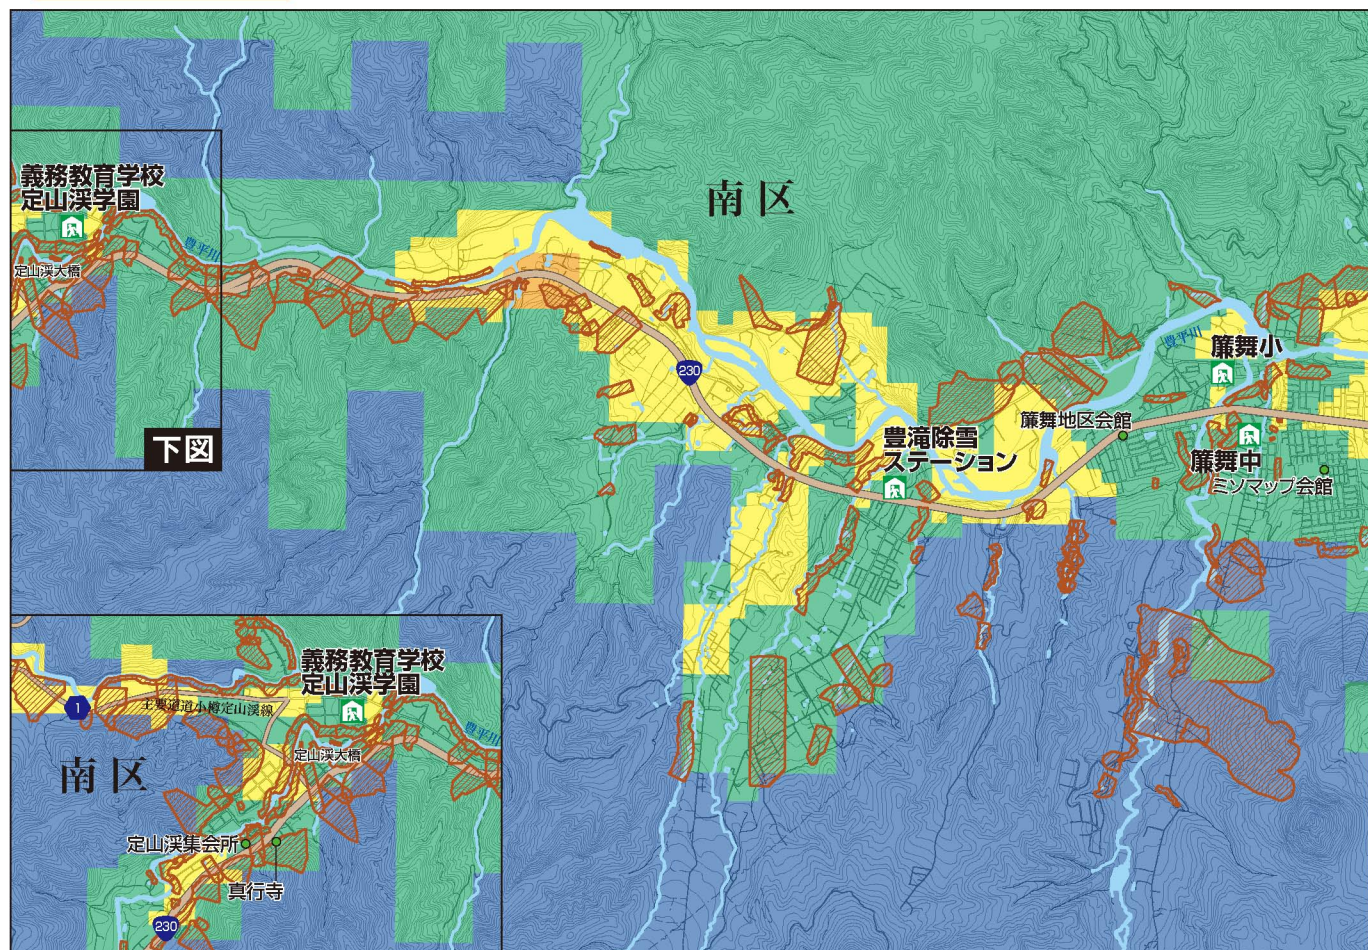 南区
義務教育学校
定山渓学園
豊平川
定山渓大橋
下図
230
豊平川
簾舞小
簾舞地区会館
豊滝除雪
ステーション
簾舞中
ミソマップ会館
義務教育学校
定山渓学園
1
主要道道小樽定山渓線
豊平川
定山渓大橋
南区
定山渓集会所
真行寺
230